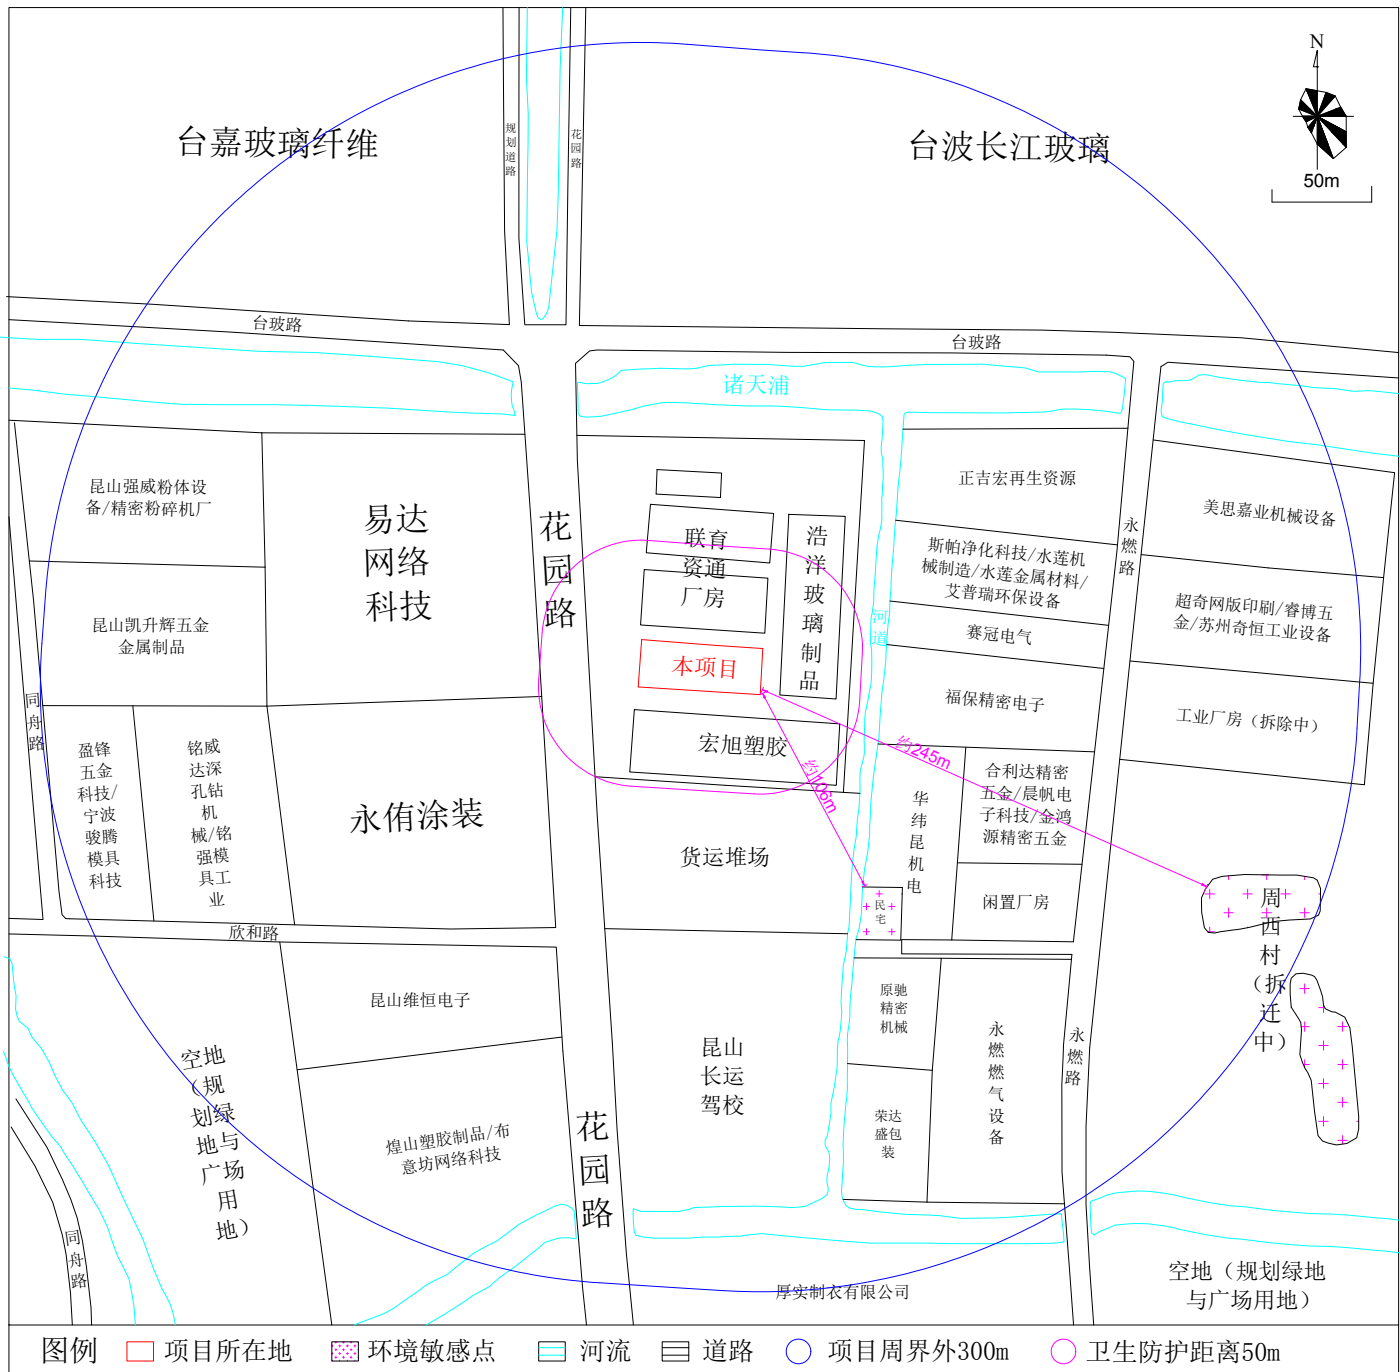 N
50m
台嘉玻璃纤维
台波长江玻璃
规划道路
花园路
台玻路
台玻路
诸天浦
昆山强威粉体设
备/精密粉碎机厂
易达
网络
科技
花园路
联育
资通
厂房
浩洋玻璃制品
正吉宏再生资源
永燃路
美思嘉业机械设备
斯帕净化科技/水莲机
械制造/水莲金属材料/
艾普瑞环保设备
超奇网版印刷/睿博五
金/苏州奇恒工业设备
昆山凯升辉五金
金属制品
河道
赛冠电气
本项目
福保精密电子
工业厂房（拆除中）
同舟路
盈锋
五金
科技/
宁波
骏腾
模具
科技
铭威
达深
孔钻
机
械/铭
强模
具工
业
永侑涂装
宏旭塑胶
约106m
约245m
货运堆场
华纬昆机电
合利达精密
五金/晨帆电
子科技/金鸿
源精密五金
闲置厂房
民宅
周西村（拆迁中）
欣和路
昆山维恒电子
原驰
精密
机械
永燃燃气设备
永燃路
空地
（规
划绿
地与
广场
用
地）
昆山
长运
驾校
花园路
煌山塑胶制品/布
意坊网络科技
荣达
盛包
装
同舟路
厚实制衣有限公司
空地（规划绿地
与广场用地）
图例 项目所在地 环境敏感点 河流 道路 项目周界外300m 卫生防护距离50m